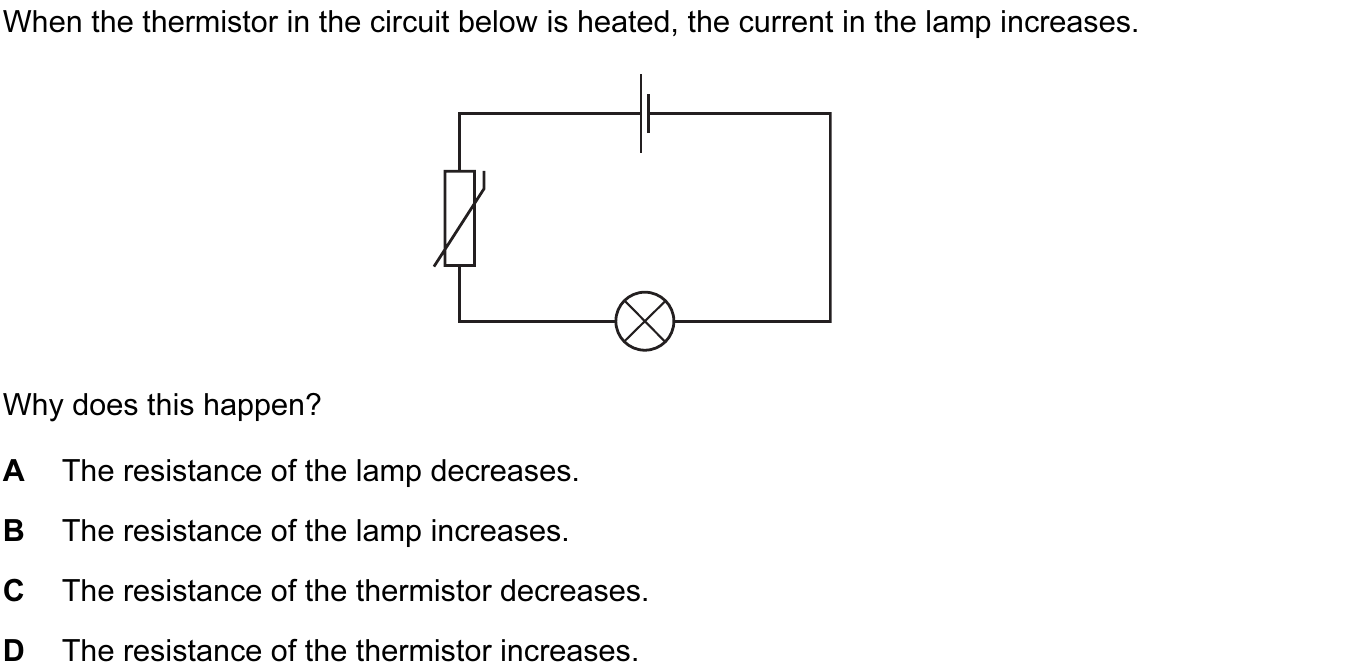 When the thermistor in the circuit below is heated, the current in the lamp increases.
Why does this happen?
A The resistance of the lamp decreases.
B The resistance of the lamp increases.
C The resistance of the thermistor decreases.
D The resistance of the thermistor increases.